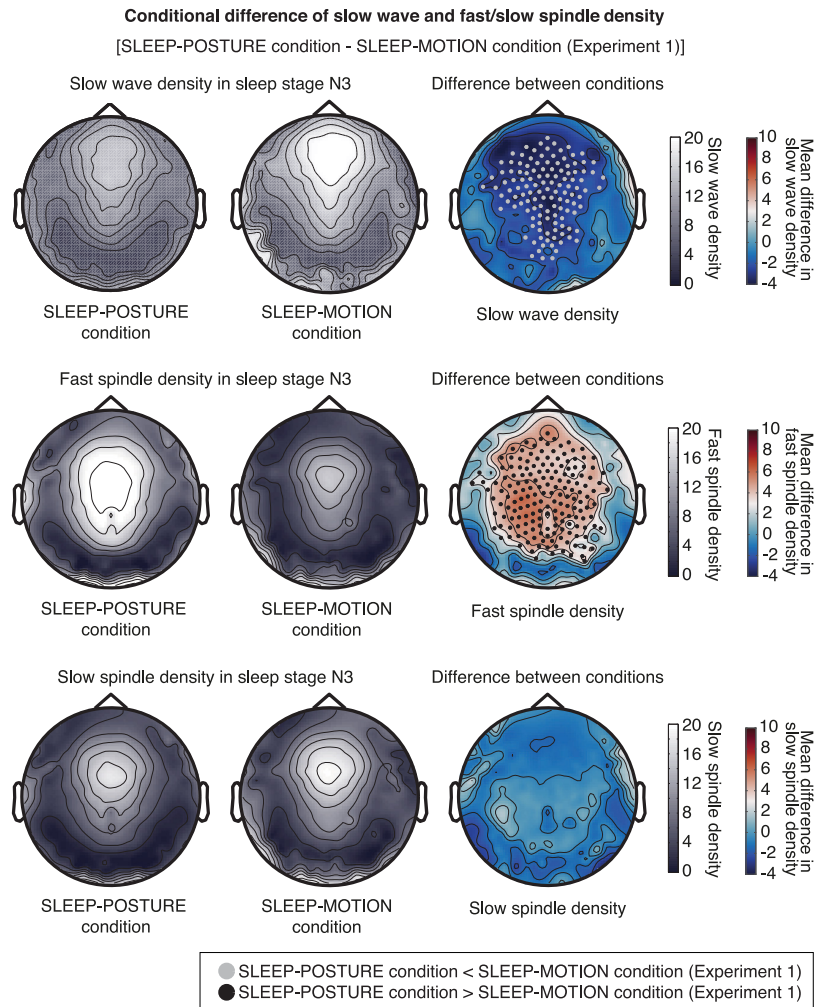 Conditional difference of slow wave and fast/slow spindle density
[SLEEP-POSTURE condition - SLEEP-MOTION condition (Experiment 1)]
Slow wave density in sleep stage N3
Difference between conditions
SLEEP-POSTURE
condition
SLEEP-MOTION
condition
Slow wave density
20
16
12
8
4
0
Slow wave density
10
8
6
4
2
0
-2
-4
Mean difference in
slow wave density
Fast spindle density in sleep stage N3
Difference between conditions
SLEEP-POSTURE
condition
SLEEP-MOTION
condition
Fast spindle density
20
16
12
8
4
0
Fast spindle density
10
8
6
4
2
0
-2
-4
Mean difference in
fast spindle density
Slow spindle density in sleep stage N3
Difference between conditions
SLEEP-POSTURE
condition
SLEEP-MOTION
condition
Slow spindle density
20
16
12
8
4
0
Slow spindle density
10
8
6
4
2
0
-2
-4
Mean difference in
slow spindle density
SLEEP-POSTURE condition < SLEEP-MOTION condition (Experiment 1)
SLEEP-POSTURE condition > SLEEP-MOTION condition (Experiment 1)